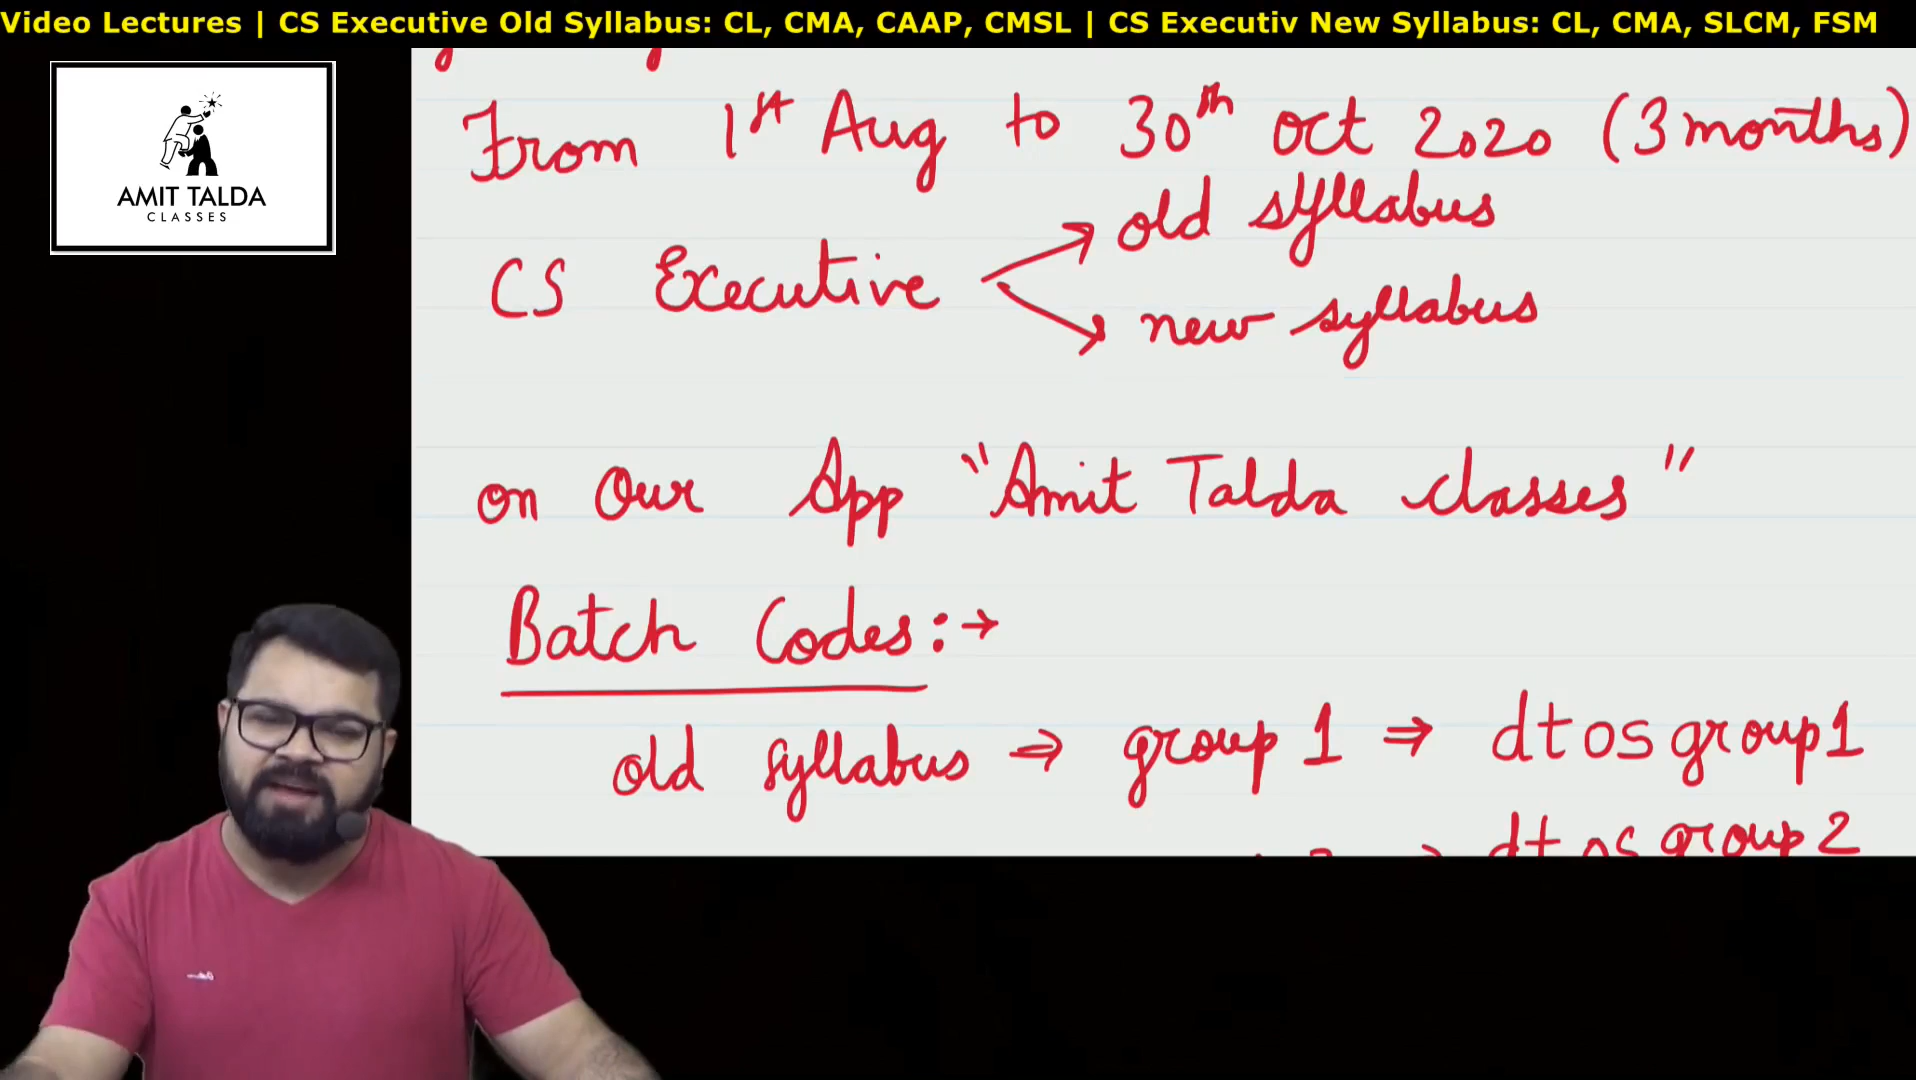 Video Lectures | CS Executive Old Syllabus: CL, CMA, CAAP, CMSL | CS Executiv New Syllabus: CL, CMA, SLCM, FSM
AMIT TALDA
CLASSES
From 1st Aug to 30th Oct 2020 (3 months)
CS Executive → old syllabus
→ new syllabus
on Our App "Amit Talda classes"
Batch Codes:→
old syllabus ⇒ group 1 ⇒ dtosgroup1
dtosgroup2